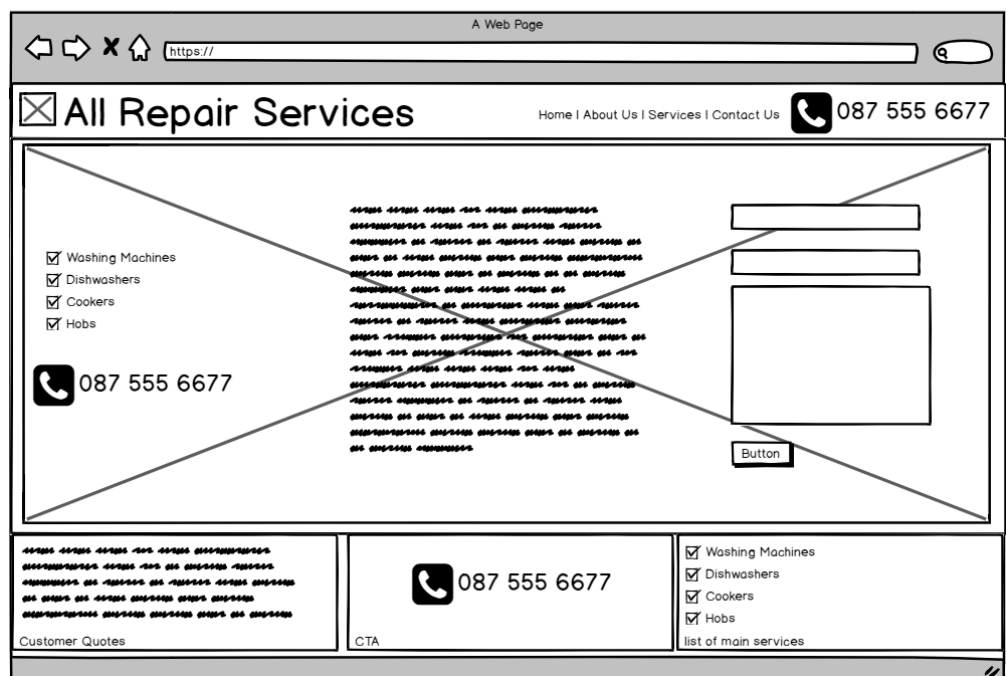 A Web Page
https://
All Repair Services
Home | About Us | Services | Contact Us
087 555 6677
Washing Machines
Dishwashers
Cookers
Hobs
087 555 6677
Button
Customer Quotes
087 555 6677
CTA
Washing Machines
Dishwashers
Cookers
Hobs
list of main services